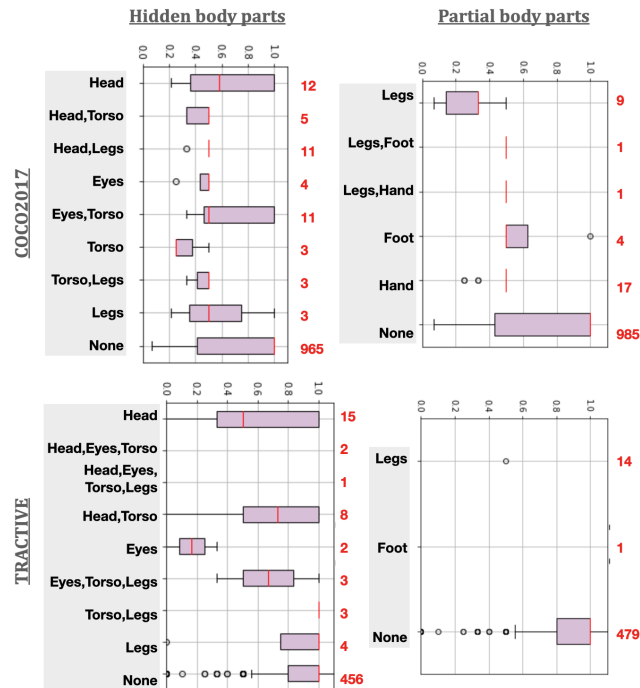 Hidden body parts
Partial body parts
COCO2017
0.0 0.2 0.4 0.6 0.8 1.0
Head 12
Head,Torso 5
Head,Legs 11
Eyes 4
Eyes,Torso 11
Torso 3
Torso,Legs 3
Legs 3
None 965
0.0 0.2 0.4 0.6 0.8 1.0
Legs 9
Legs,Foot 1
Legs,Hand 1
Foot 4
Hand 17
None 985
TRACTIVE
0.0 0.2 0.4 0.6 0.8 1.0
Head 15
Head,Eyes,Torso 2
Head,Eyes,
Torso,Legs 1
Head,Torso 8
Eyes 2
Eyes,Torso,Legs 3
Torso,Legs 3
Legs 4
None 456
0.0 0.2 0.4 0.6 0.8 1.0
Legs 14
Foot 1
None 479